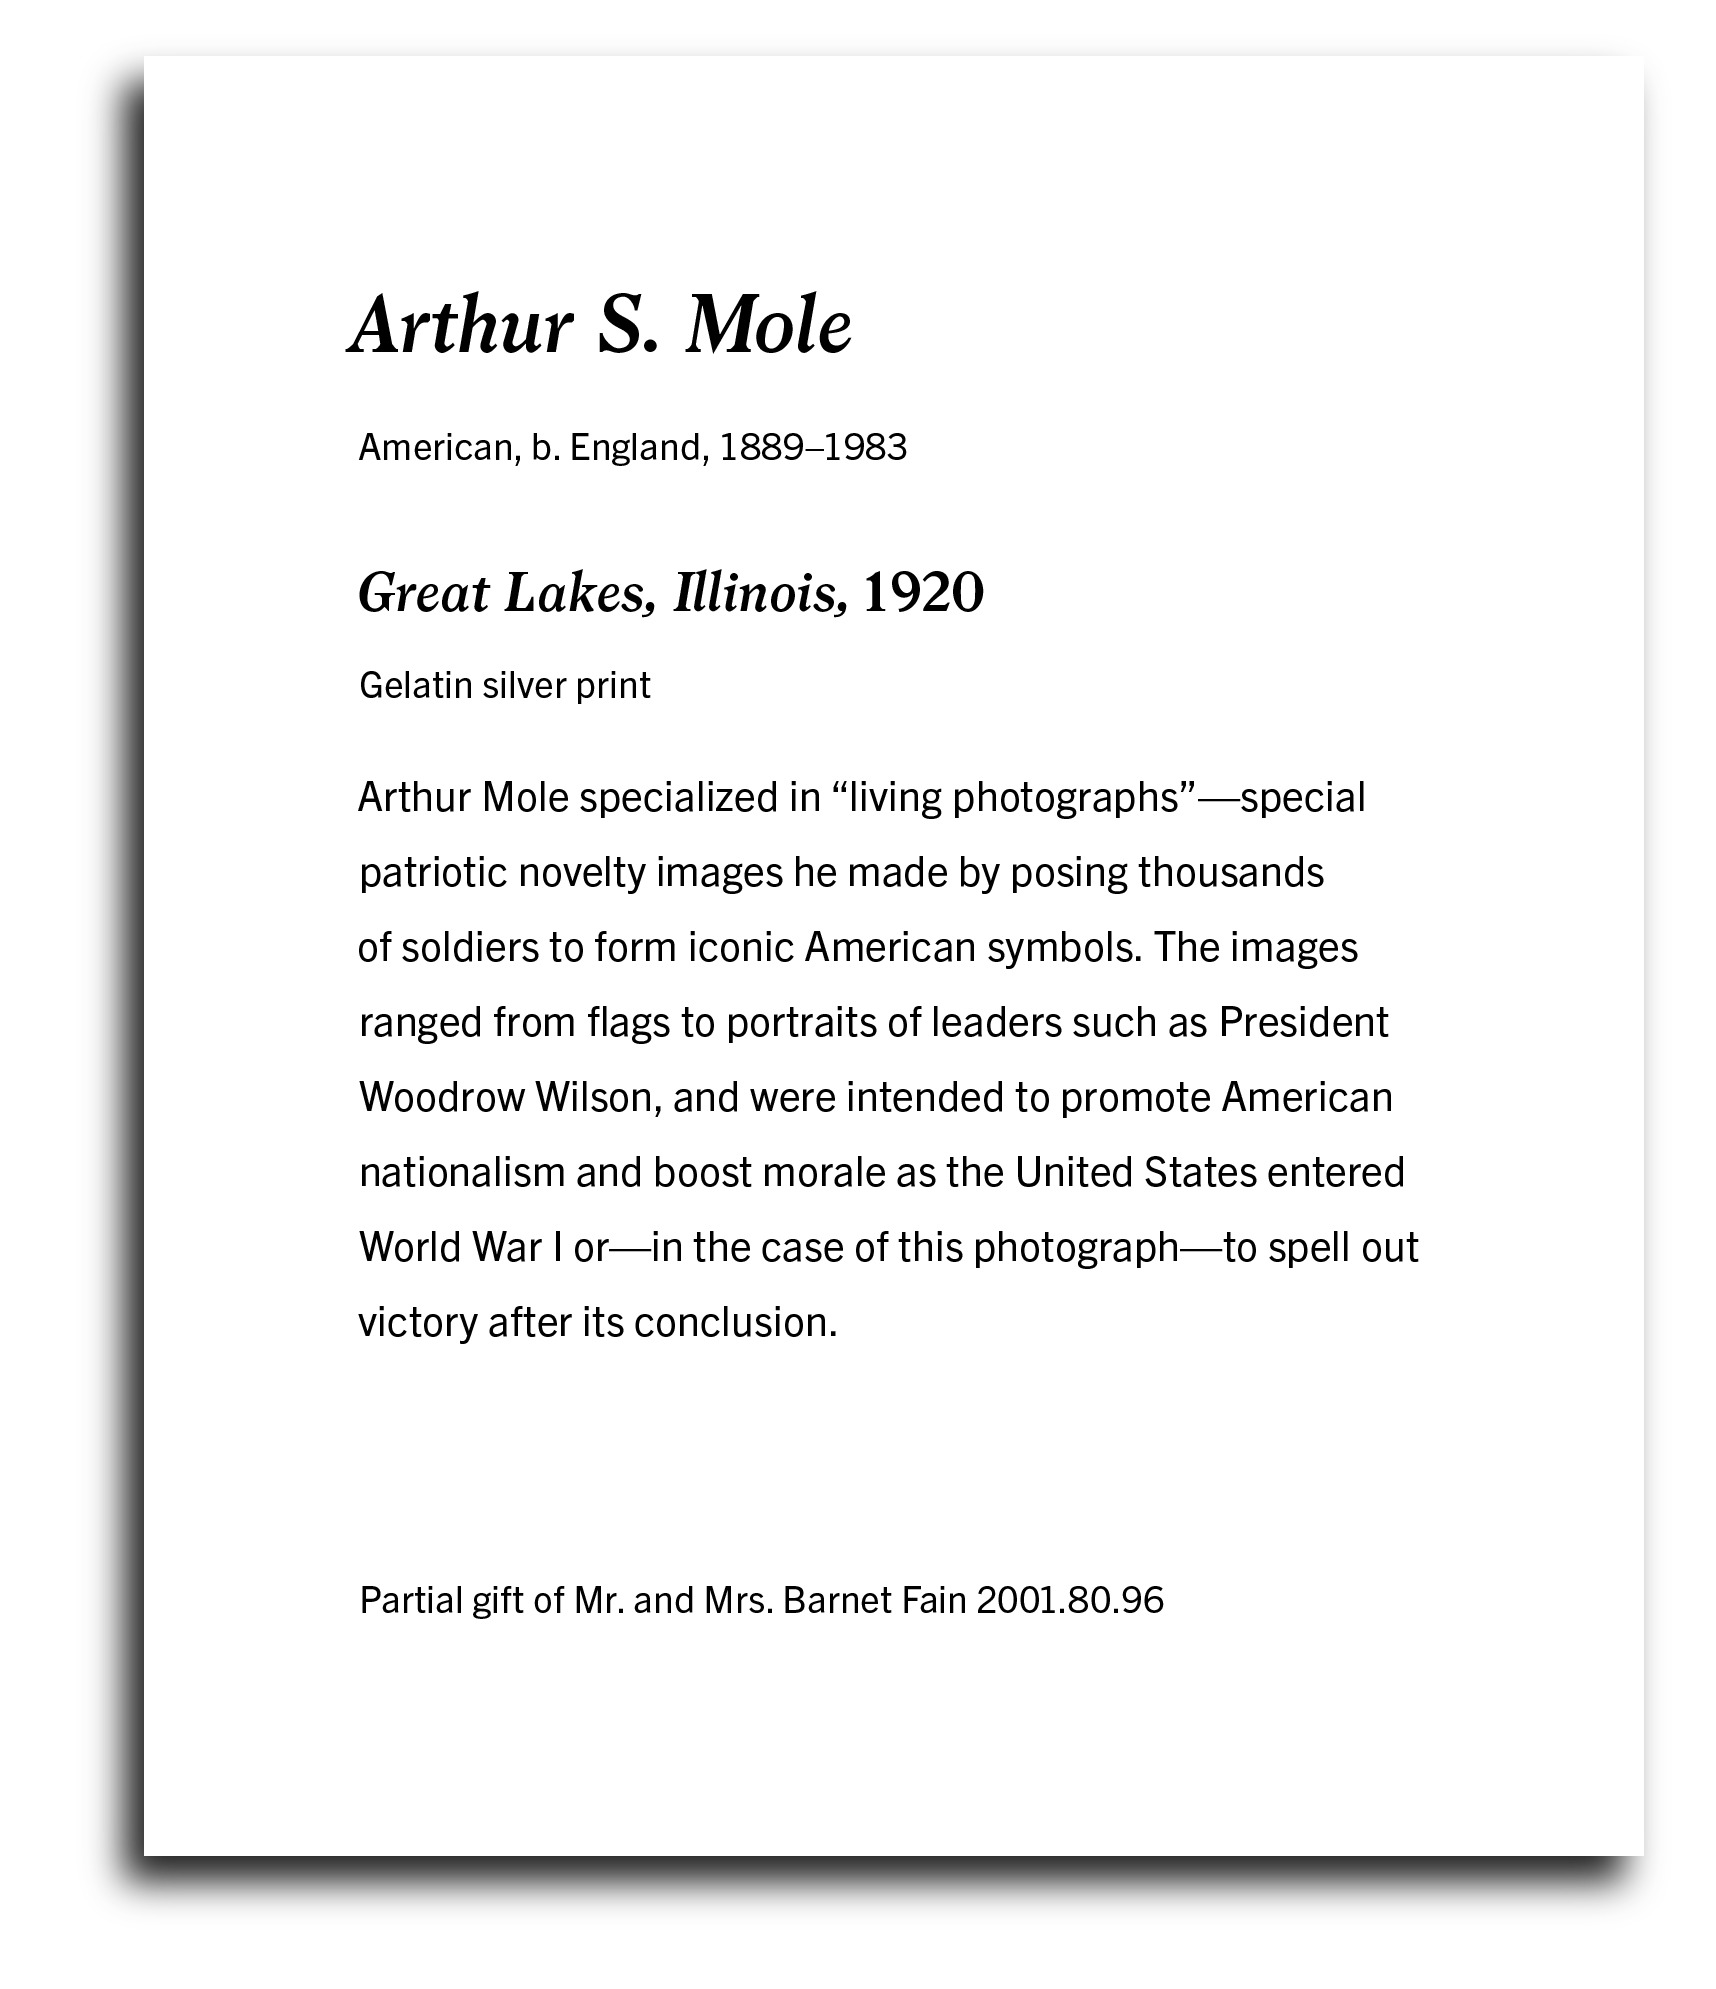 Arthur S. Mole
American, b. England, 1889–1983
Great Lakes, Illinois, 1920
Gelatin silver print
Arthur Mole specialized in “living photographs”—special
patriotic novelty images he made by posing thousands
of soldiers to form iconic American symbols. The images
ranged from flags to portraits of leaders such as President
Woodrow Wilson, and were intended to promote American
nationalism and boost morale as the United States entered
World War I or—in the case of this photograph—to spell out
victory after its conclusion.
Partial gift of Mr. and Mrs. Barnet Fain 2001.80.96